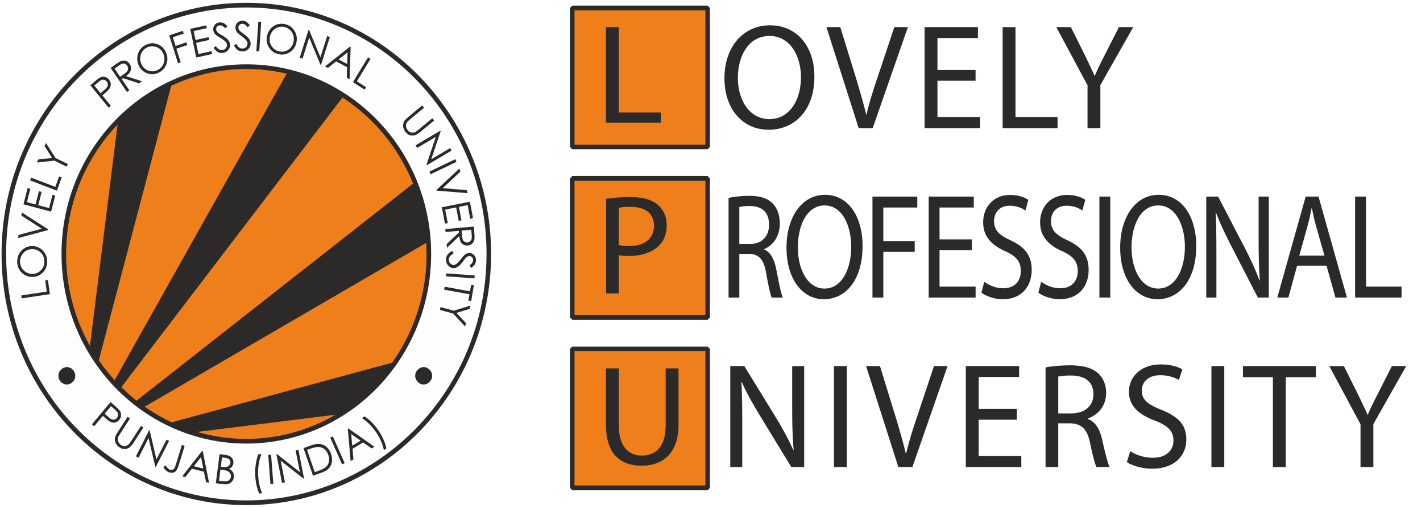 LOVELY PROFESSIONAL UNIVERSITY
• PUNJAB (INDIA) •
LOVELY
PROFESSIONAL
UNIVERSITY